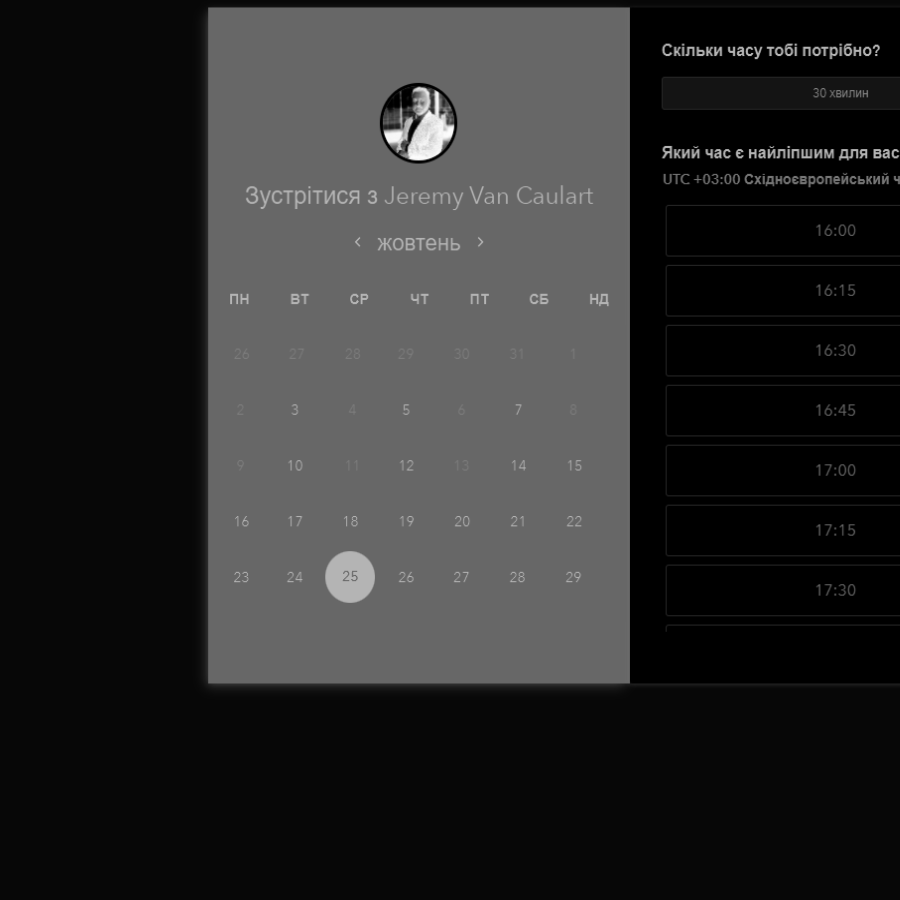 Зустрітися з Jeremy Van Caulart
жовтень
ПН ВТ СР ЧТ ПТ СБ НД
26 27 28 29 30 31 1
2 3 4 5 6 7 8
9 10 11 12 13 14 15
16 17 18 19 20 21 22
23 24 25 26 27 28 29
Скільки часу тобі потрібно?
30 хвилин
Який час є найліпшим для вас
UTC +03:00 Східноєвропейський ч
16:00
16:15
16:30
16:45
17:00
17:15
17:30